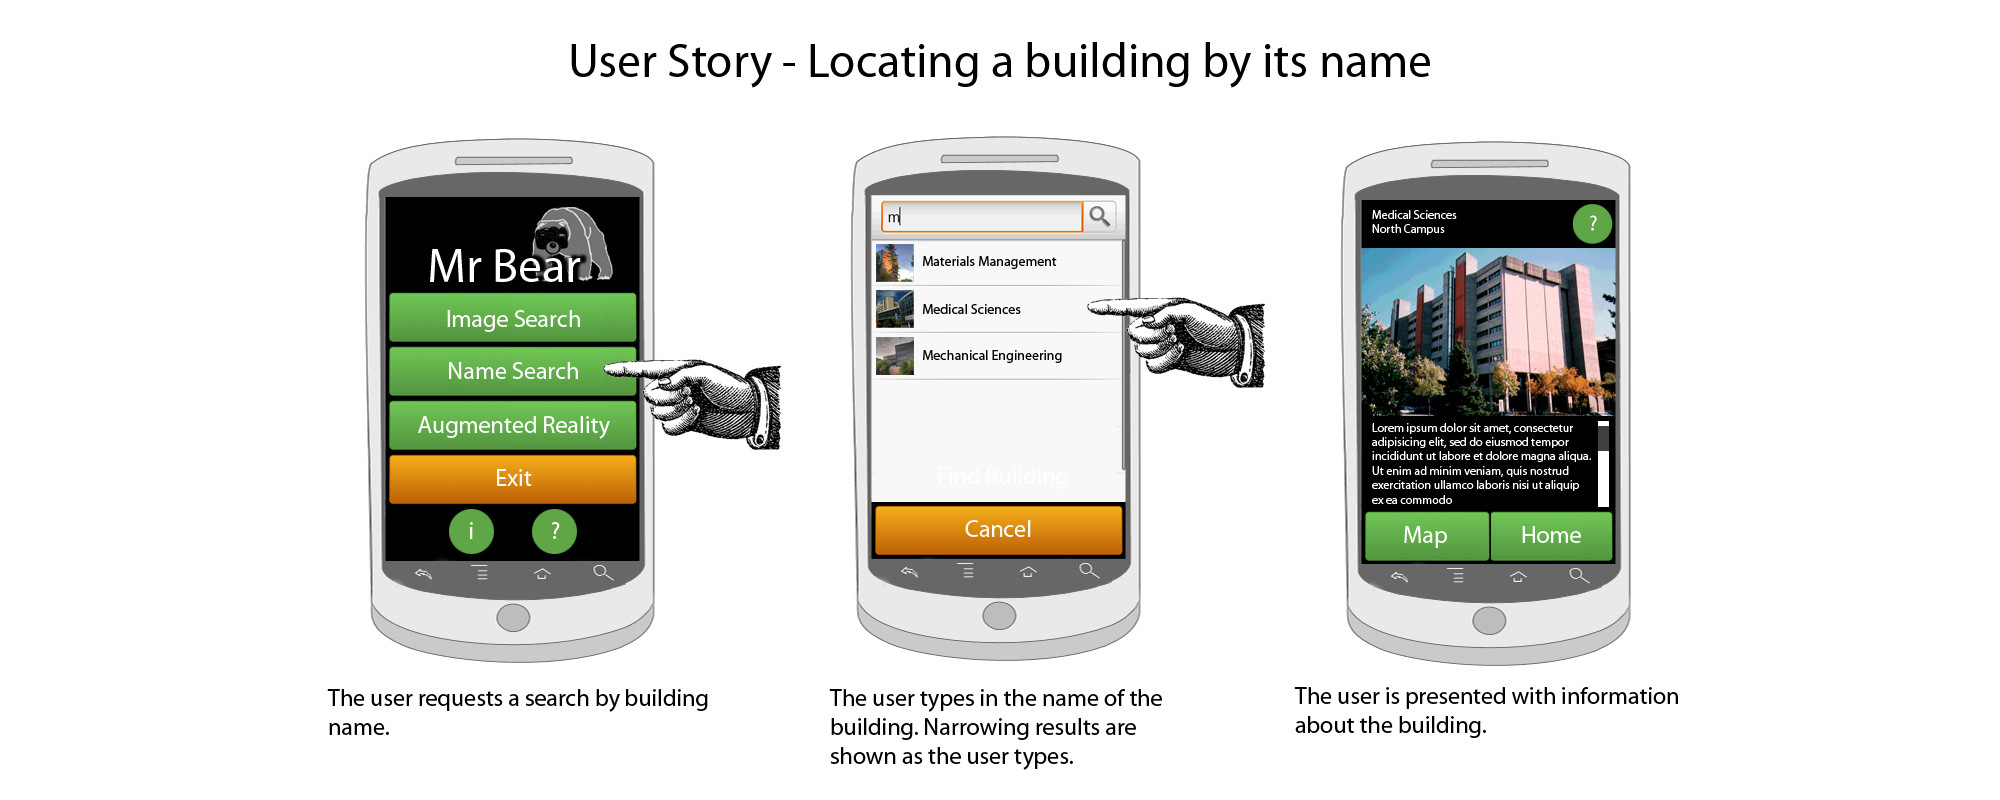 User Story - Locating a building by its name
Mr Bear
Image Search
Name Search
Augmented Reality
Exit
i
?
The user requests a search by building
name.
m
Materials Management
Medical Sciences
Mechanical Engineering
Find Building
Cancel
The user types in the name of the
building. Narrowing results are
shown as the user types.
Medical Sciences
North Campus
?
Lorem ipsum dolor sit amet, consectetur
adipisicing elit, sed do eiusmod tempor
incididunt ut labore et dolore magna aliqua.
Ut enim ad minim veniam, quis nostrud
exercitation ullamco laboris nisi ut aliquip
ex ea commodo
Map
Home
The user is presented with information
about the building.